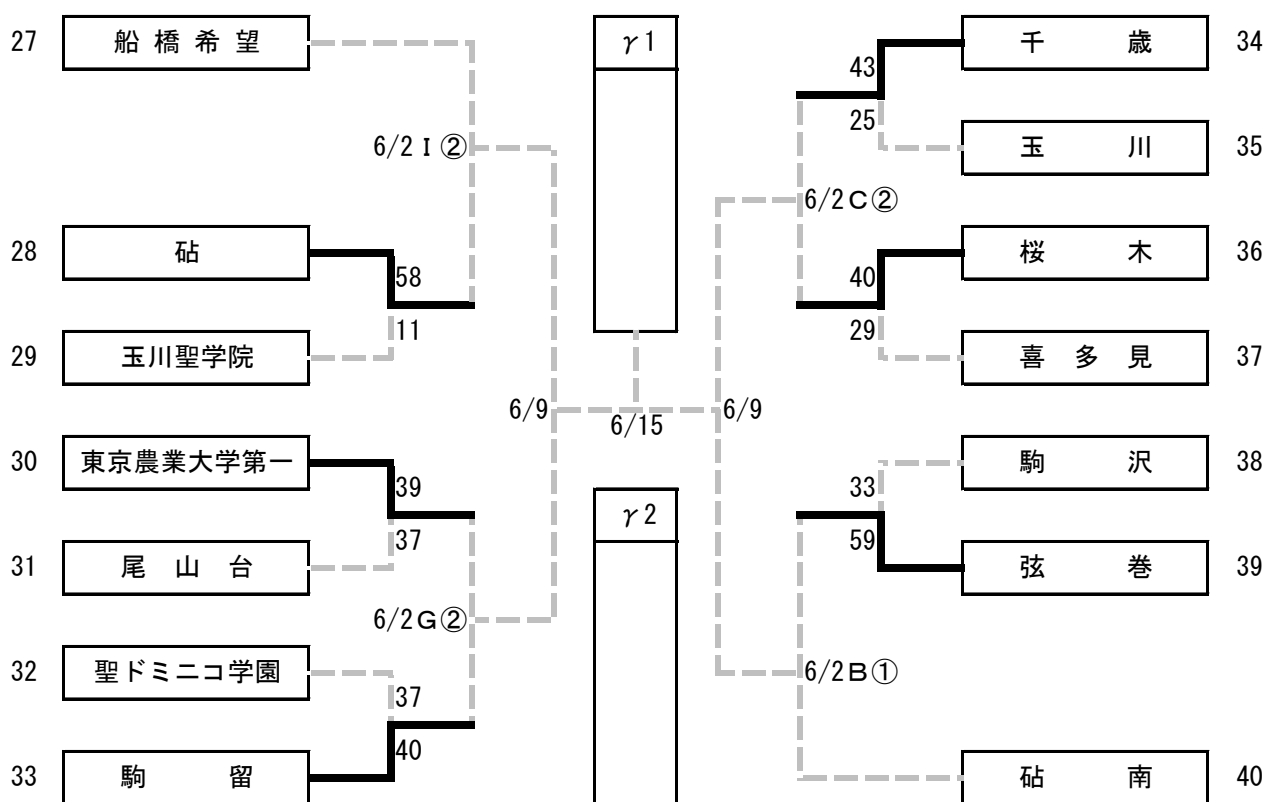 27 船橋希望
6/2 I ②
28 砧
58
11
29 玉川聖学院
6/9
30 東京農業大学第一
39
37
31 尾山台
6/2G②
32 聖ドミニコ学園
37
40
33 駒留
γ1
6/15
γ2
千歳 34
43
25
玉川 35
6/2C②
桜木 36
40
29
喜多見 37
6/9
駒沢 38
33
59
弦巻 39
6/2B①
砧南 40